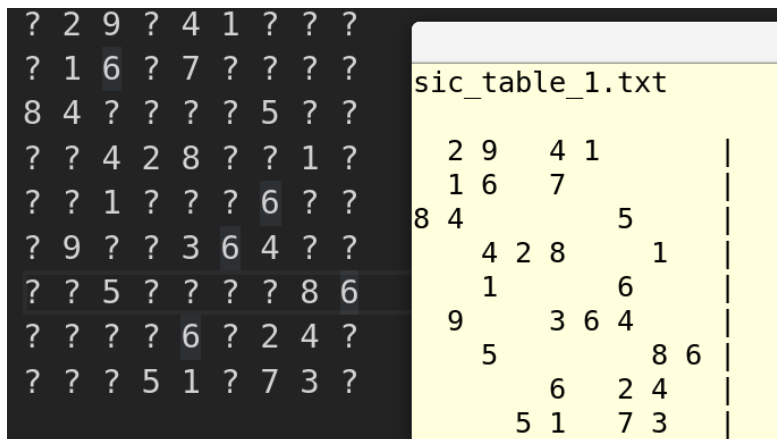 ? 2 9 ? 4 1 ? ? ?
? 1 6 ? 7 ? ? ? ?
8 4 ? ? ? ? 5 ? ?
? ? 4 2 8 ? ? 1 ?
? ? 1 ? ? ? 6 ? ?
? 9 ? ? 3 6 4 ? ?
? ? 5 ? ? ? ? 8 6
? ? ? ? 6 ? 2 4 ?
? ? ? 5 1 ? 7 3 ?
sic_table_1.txt
  2 9   4 1       |
  1 6   7         |
8 4         5     |
    4 2 8     1   |
    1       6     |
  9     3 6 4     |
    5         8 6 |
        6   2 4   |
      5 1   7 3   |